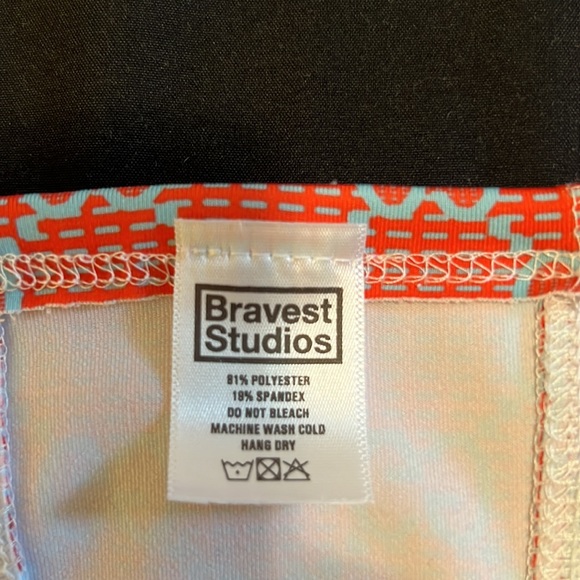 Bravest
Studios
81% POLYESTER
19% SPANDEX
DO NOT BLEACH
MACHINE WASH COLD
HANG DRY